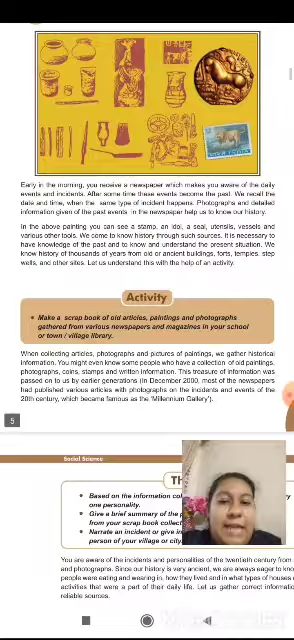 Early in the morning, you receive a newspaper which makes you aware of the daily
events and incidents. After some time these events become the past. We recall the
date and time, when the same type of incident happens. Photographs and detailed
information given of the past events in the newspaper help us to know our history.
In the above painting you can see a stamp, an idol, a seal, utensils, vessels and
various other tools. We come to know history through such sources. It is necessary to
have knowledge of the past and to know and understand the present situation. We
know history of thousands of years from old or ancient buildings, forts, temples, step
wells, and other sites. Let us understand this with the help of an activity.
Activity
• Make a scrap book of old articles, paintings and photographs
gathered from various newspapers and magazines in your school
or town / village library.
When collecting articles, photographs and pictures of paintings, we gather historical
information. You might even know some people who have a collection of old paintings.
photographs, coins, stamps and written information. This treasure of information was
passed on to us by earlier generations (in December 2000, most of the newspapers
had published various articles with photographs on the incidents and events of the
20th century, which became famous as the 'Millennium Gallery').
5
Social Science
Th
• Based on the information col
one personality.
• Give a brief summary of the p
from your scrap book collect
• Narrate an incident or give in
person of your village or city
You are aware of the incidents and personalities of the twentieth century from
and photographs. Since our history is very ancient, we are always eager to kno
people were eating and wearing in, how they lived and in what types of houses
activities that were a part of their daily life. Let us gather correct informatio
reliable sources.